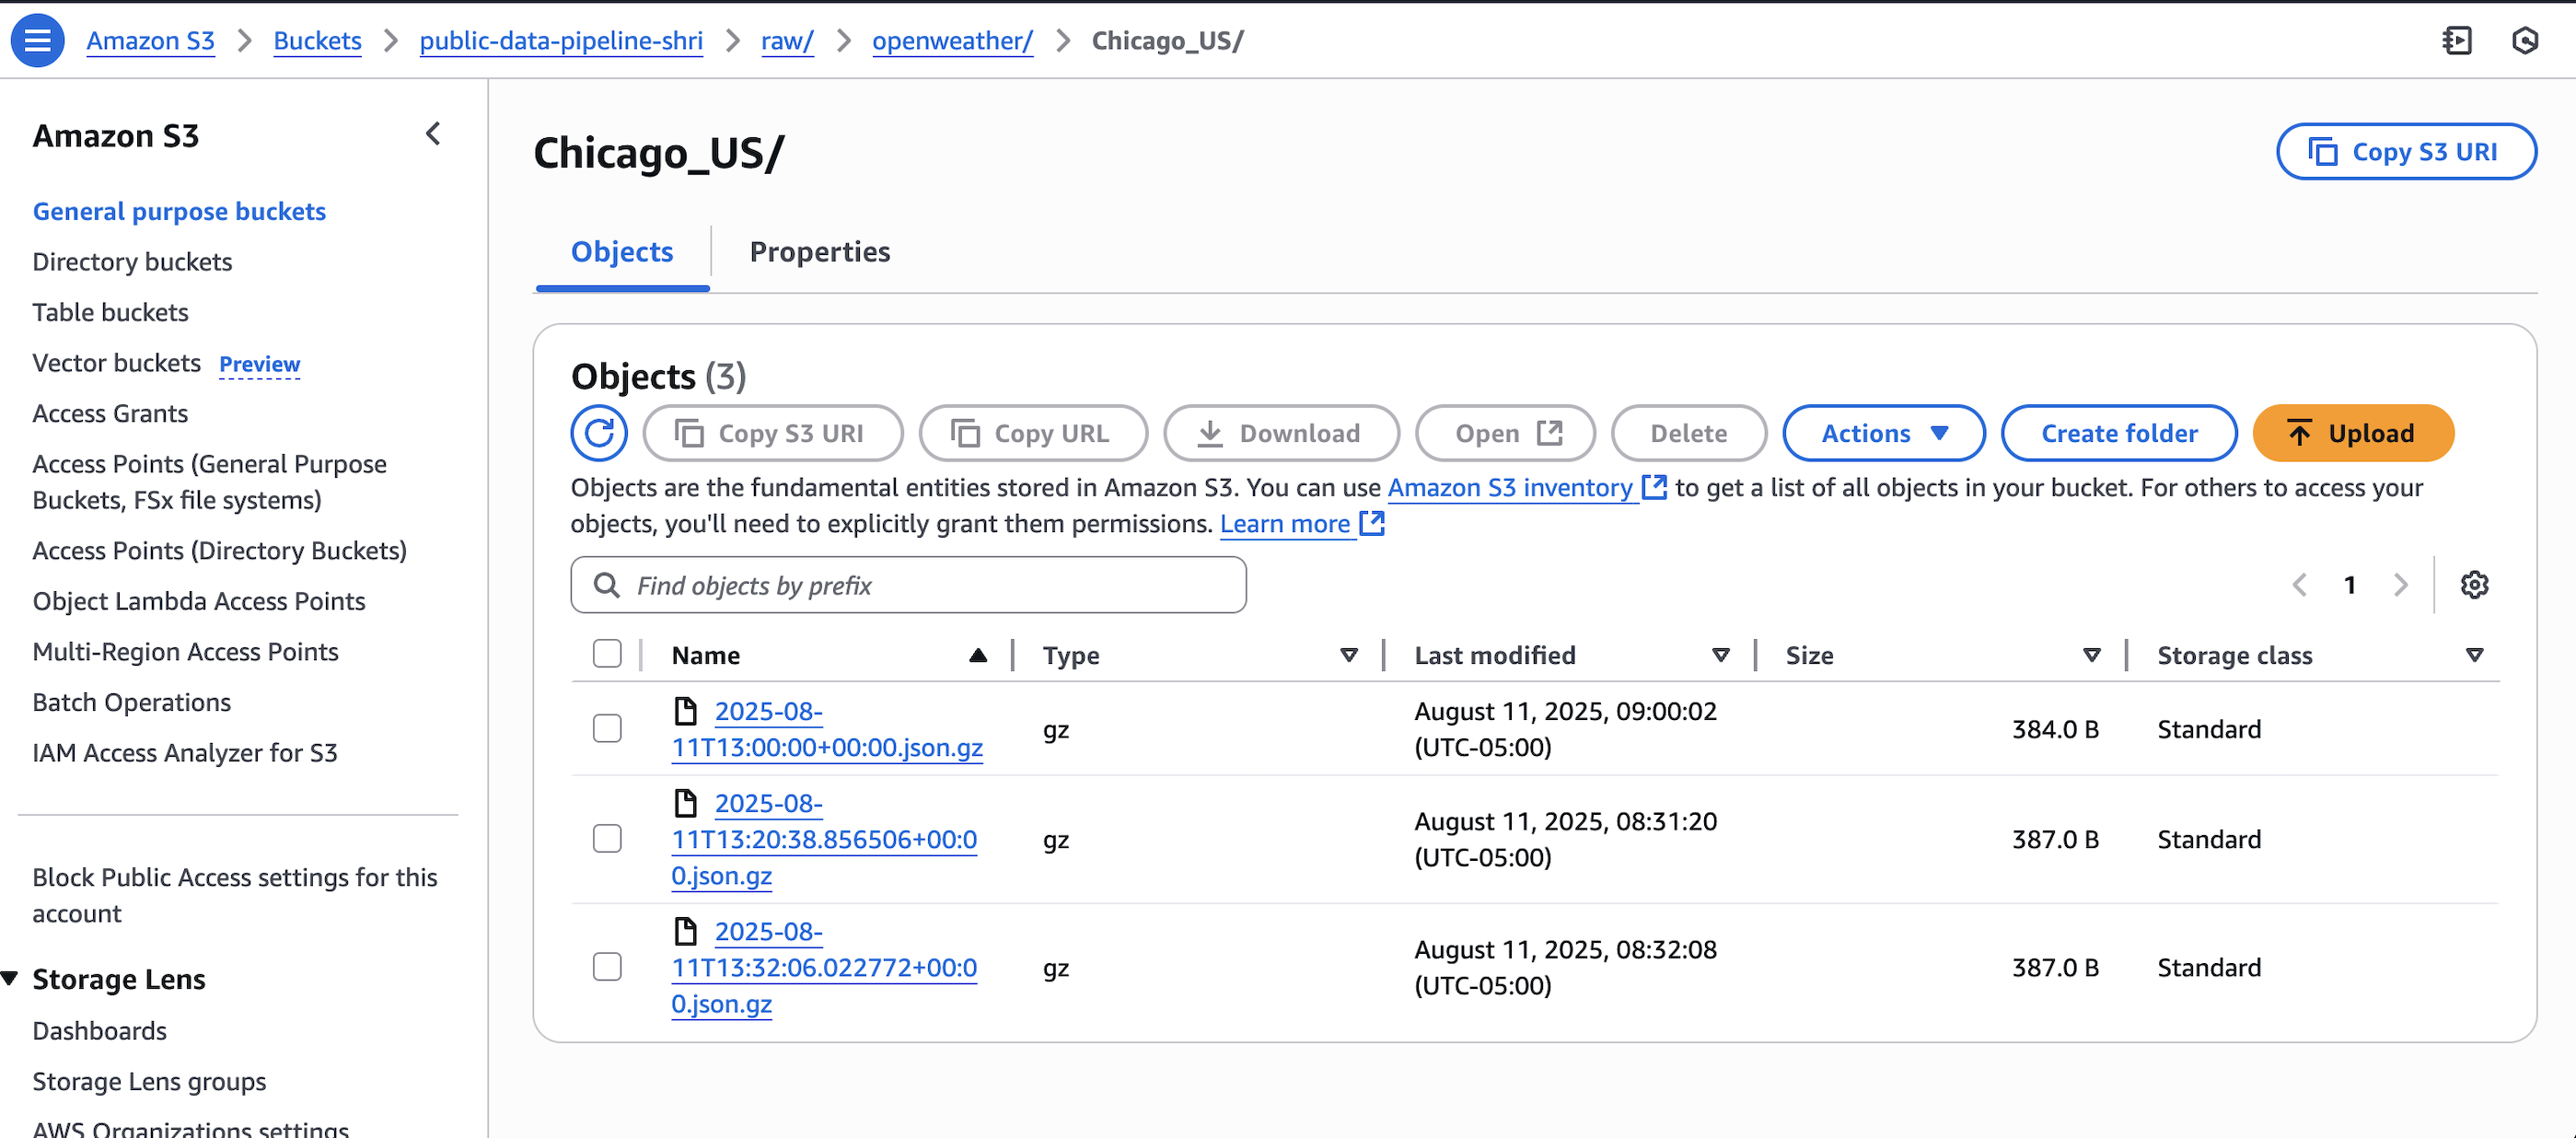 Amazon S3 > Buckets > public-data-pipeline-shri > raw/ > openweather/ > Chicago_US/
Amazon S3
General purpose buckets
Directory buckets
Table buckets
Vector buckets Preview
Access Grants
Access Points (General Purpose
Buckets, FSx file systems)
Access Points (Directory Buckets)
Object Lambda Access Points
Multi-Region Access Points
Batch Operations
IAM Access Analyzer for S3
Block Public Access settings for this
account
Storage Lens
Dashboards
Storage Lens groups
AWS Organizations settings
Chicago_US/
Copy S3 URI
Objects Properties
Objects (3)
Copy S3 URI Copy URL Download Open Delete Actions Create folder Upload
Objects are the fundamental entities stored in Amazon S3. You can use Amazon S3 inventory to get a list of all objects in your bucket. For others to access your
objects, you'll need to explicitly grant them permissions. Learn more
Find objects by prefix
1
Name Type Last modified Size Storage class
2025-08-
11T13:00:00+00:00.json.gz
gz
August 11, 2025, 09:00:02
(UTC-05:00)
384.0 B
Standard
2025-08-
11T13:20:38.856506+00:0
0.json.gz
gz
August 11, 2025, 08:31:20
(UTC-05:00)
387.0 B
Standard
2025-08-
11T13:32:06.022772+00:0
0.json.gz
gz
August 11, 2025, 08:32:08
(UTC-05:00)
387.0 B
Standard